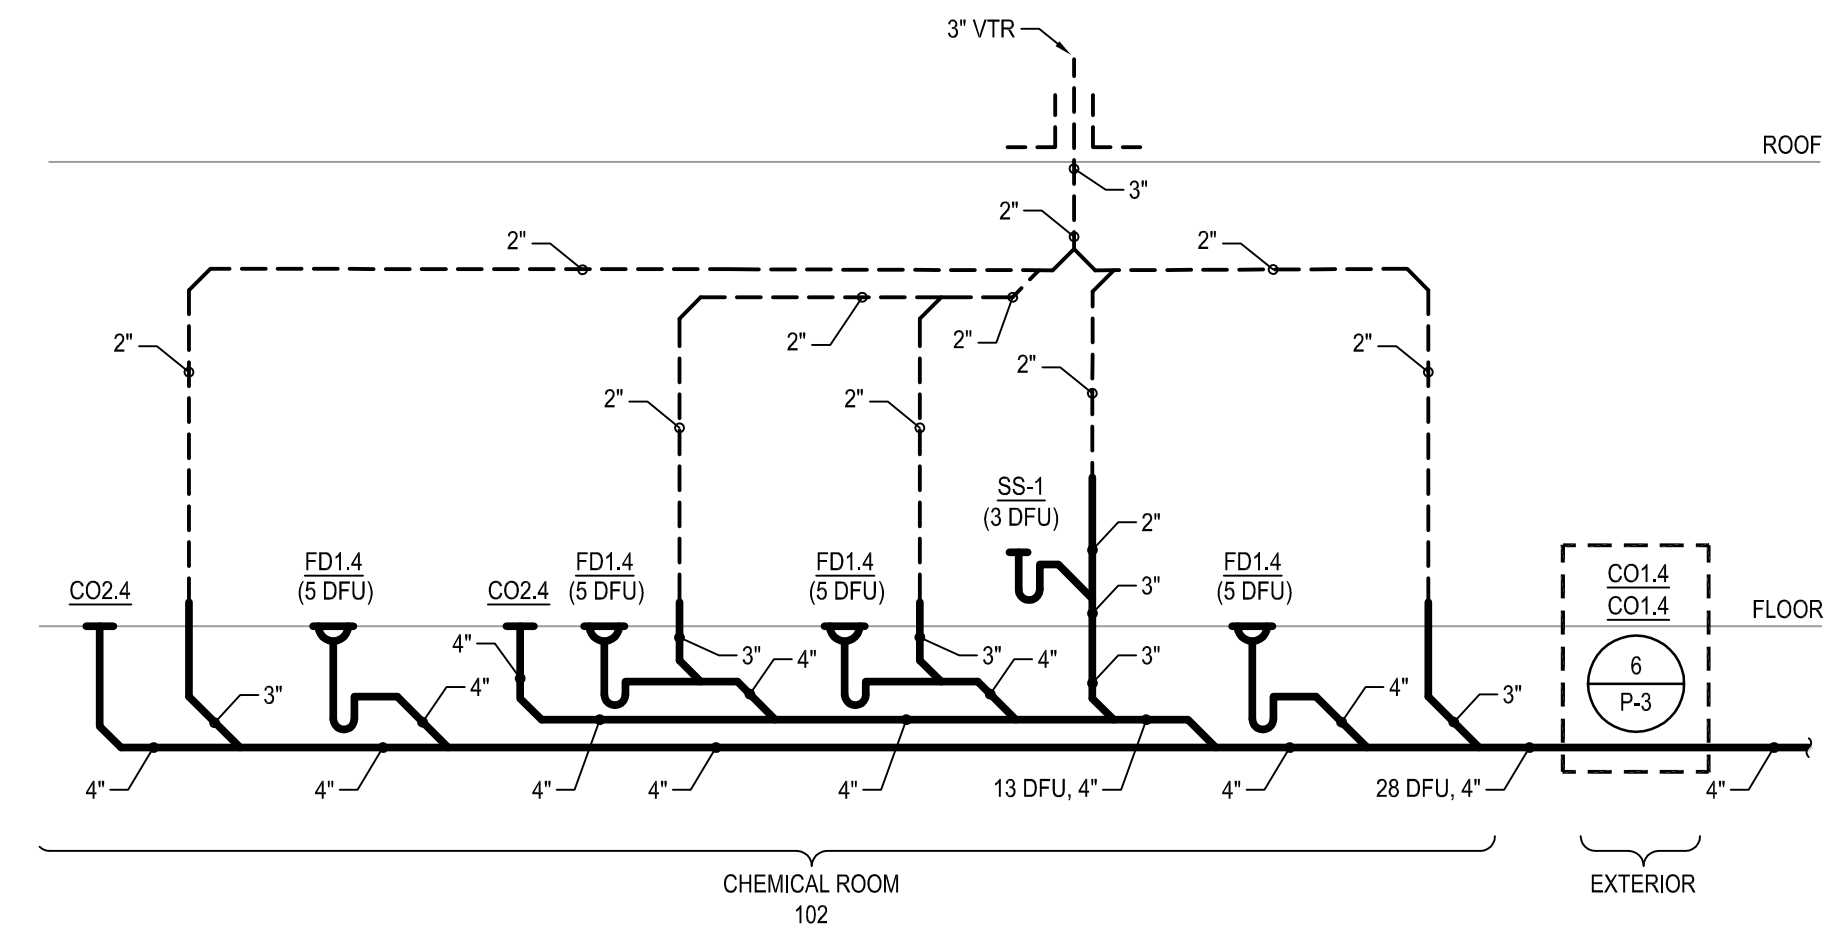 3" VTR
ROOF
3"
2"
2"
2"
2"
2"
2"
2"
2"
2"
2"
SS-1
(3 DFU)
2"
FD1.4
(5 DFU)
FD1.4
(5 DFU)
FD1.4
(5 DFU)
FD1.4
(5 DFU)
CO2.4
CO2.4
3"
CO1.4
CO1.4
FLOOR
4"
3"
4"
3"
4"
3"
6
P-3
3"
4"
4"
3"
4"
4"
4"
4"
4"
13 DFU, 4"
4"
28 DFU, 4"
4"
CHEMICAL ROOM
102
EXTERIOR